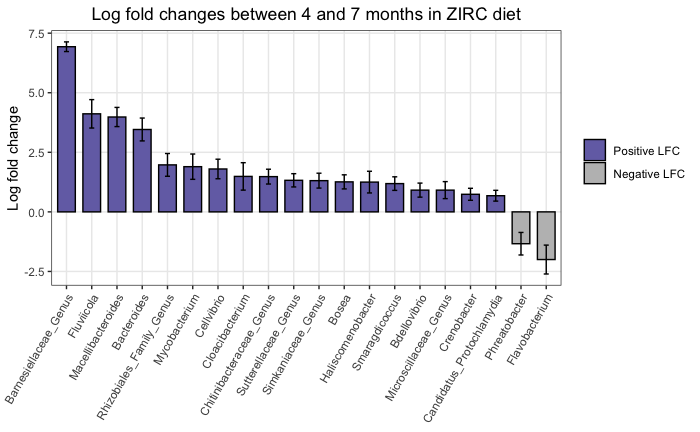 Log fold changes between 4 and 7 months in ZIRC diet
Log fold change
7.5
5.0
2.5
0.0
-2.5
Barnesiellaceae_Genus
Fluviicola
Macellibacteroides
Bacteroides
Rhizobiales_Family_Genus
Mycobacterium
Cellvibrio
Cloacibacterium
Chitinibacteraceae_Genus
Sutterellaceae_Genus
Simkaniaceae_Genus
Bosea
Haliscomenobacter
Smaragdicoccus
Bdellovibrio
Microscillaceae_Genus
Crenobacter
Candidatus_Protochlamydia
Phreatobacter
Flavobacterium
Positive LFC
Negative LFC